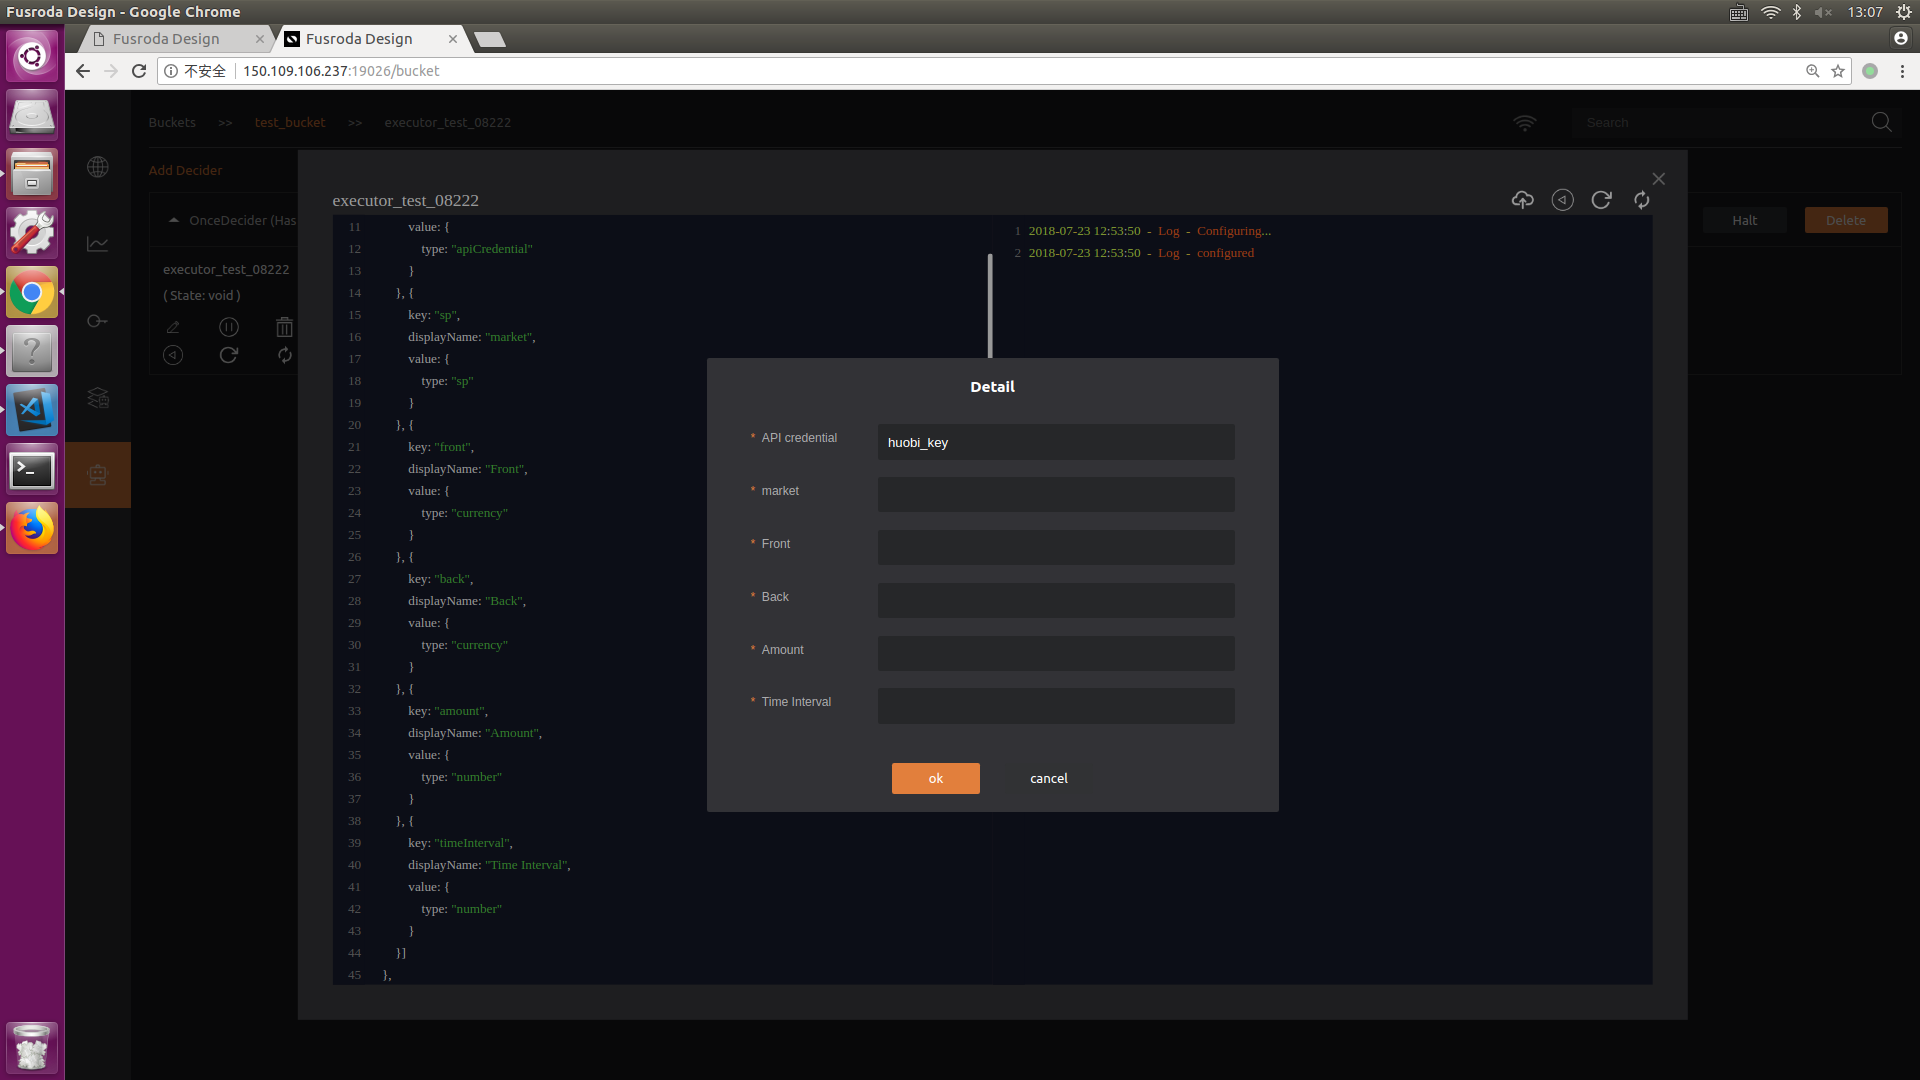 Fusroda Design - Google Chrome
13:07
Fusroda Design
Fusroda Design
不安全
150.109.106.237:19026/bucket
Buckets >> test_bucket >> executor_test_08222
Search
Add Decider
OnceDecider (Has
Halt
Delete
executor_test_08222
( State: void )
executor_test_08222
11 value: {
12 type: "apiCredential"
13 }
14 }, {
15 key: "sp",
16 displayName: "market",
17 value: {
18 type: "sp"
19 }
20 }, {
21 key: "front",
22 displayName: "Front",
23 value: {
24 type: "currency"
25 }
26 }, {
27 key: "back",
28 displayName: "Back",
29 value: {
30 type: "currency"
31 }
32 }, {
33 key: "amount",
34 displayName: "Amount",
35 value: {
36 type: "number"
37 }
38 }, {
39 key: "timeInterval",
40 displayName: "Time Interval",
41 value: {
42 type: "number"
43 }
44 }]
45 },
1 2018-07-23 12:53:50 - Log - Configuring...
2 2018-07-23 12:53:50 - Log - configured
Detail
* API credential
huobi_key
* market
* Front
* Back
* Amount
* Time Interval
ok
cancel